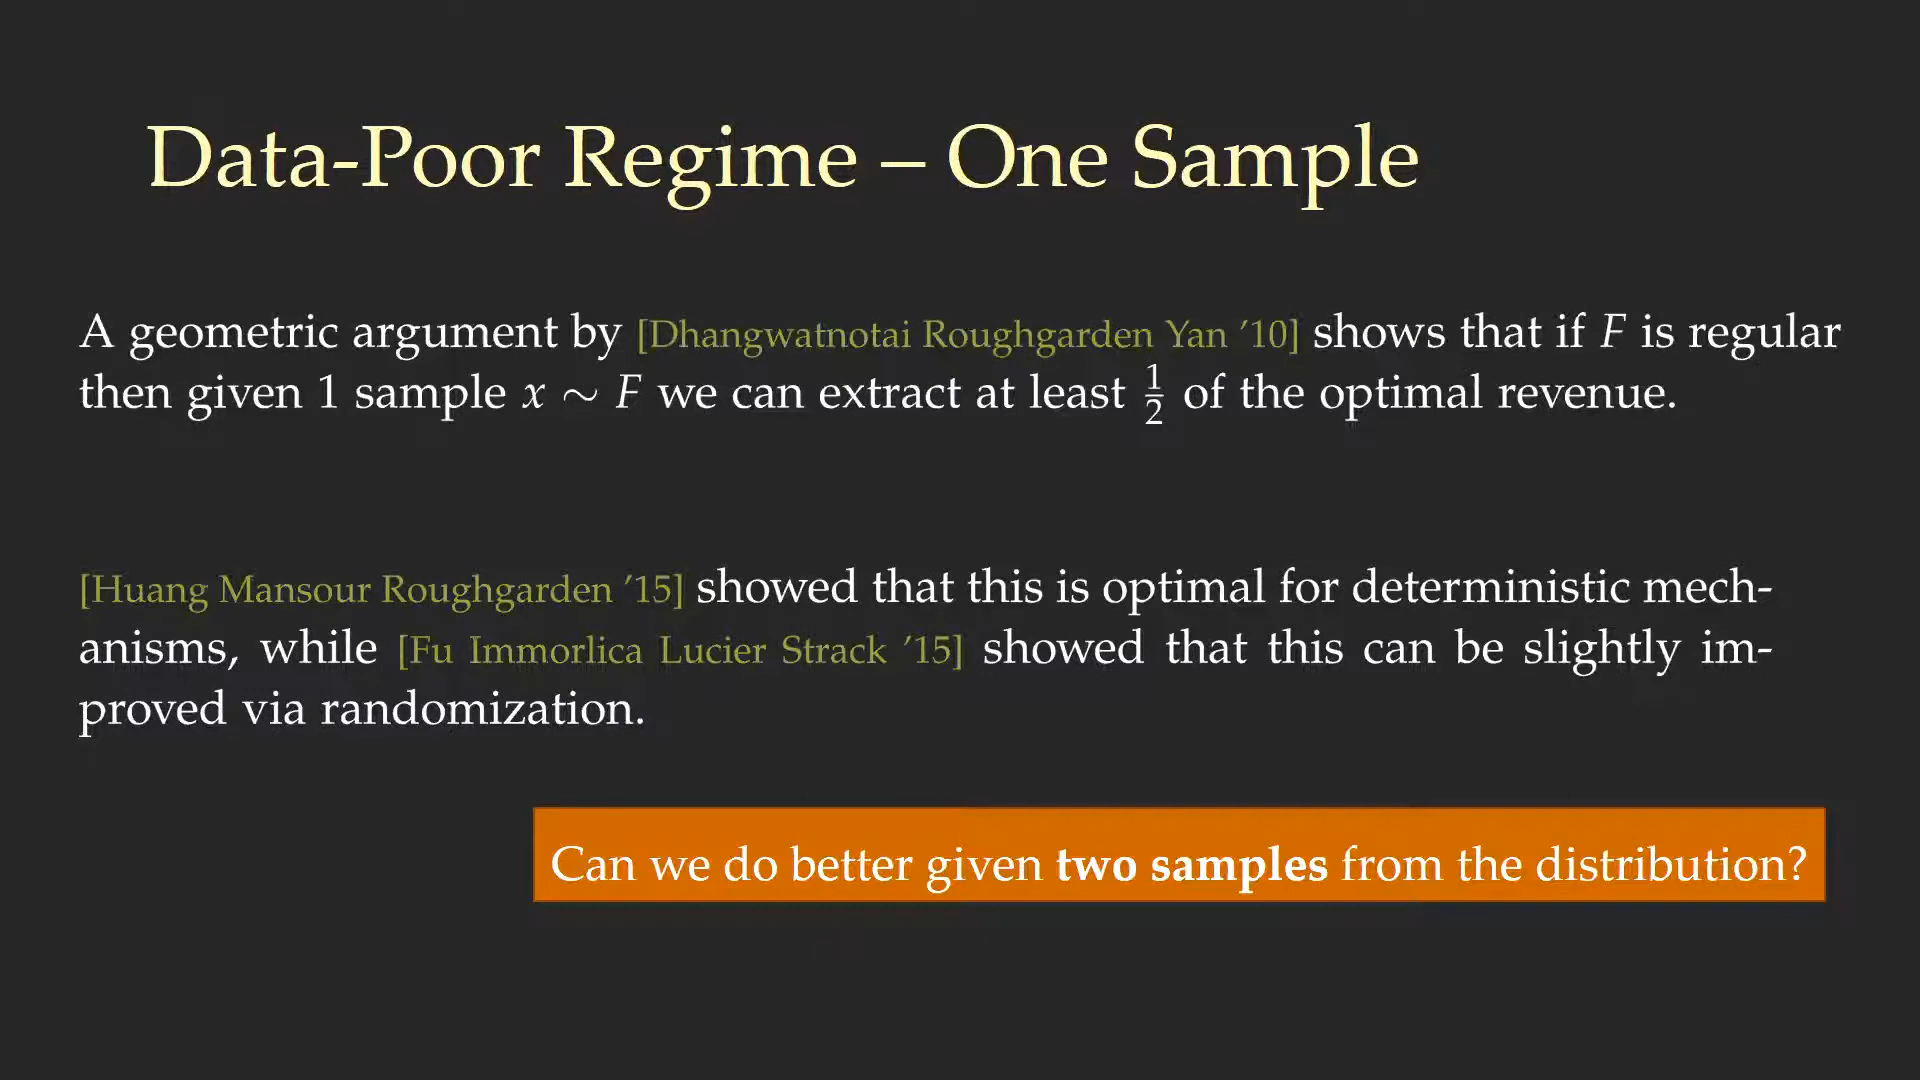 Data-Poor Regime – One Sample
A geometric argument by [Dhangwatnotai Roughgarden Yan ’10] shows that if F is regular
then given 1 sample x ∼ F we can extract at least 1/2 of the optimal revenue.
[Huang Mansour Roughgarden ’15] showed that this is optimal for deterministic mech-
anisms, while [Fu Immorlica Lucier Strack ’15] showed that this can be slightly im-
proved via randomization.
Can we do better given two samples from the distribution?